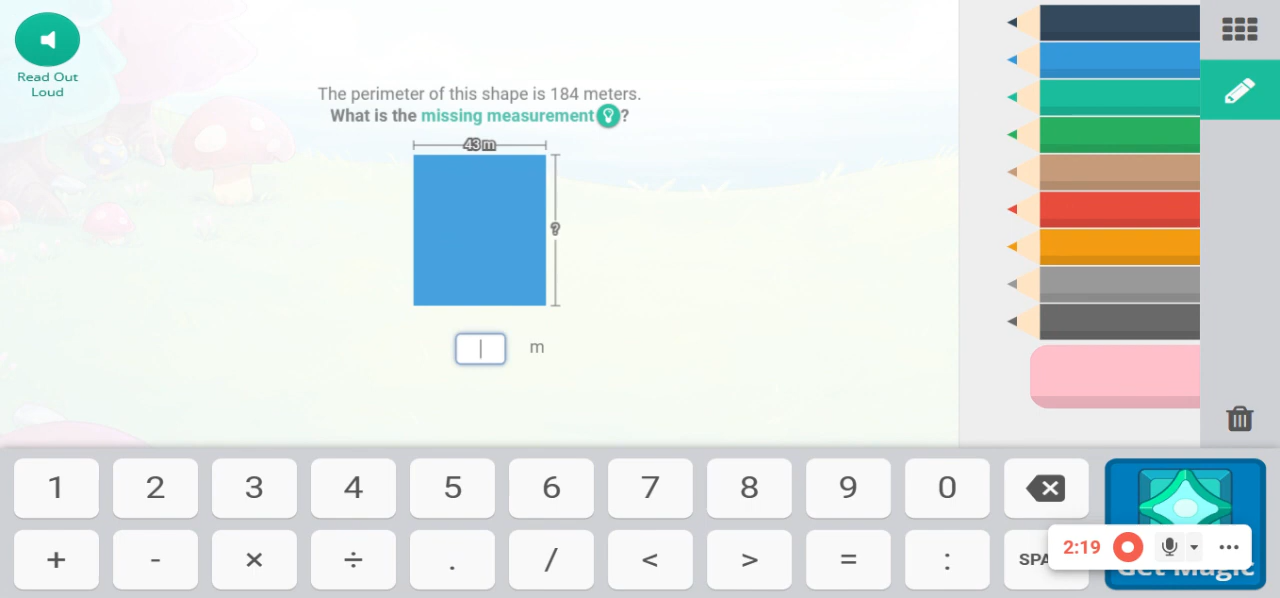 Read Out
Loud
The perimeter of this shape is 184 meters.
What is the missing measurement?
43 m
?
m
1 2 3 4 5 6 7 8 9 0
+ - × ÷ . / < > = :
2:19